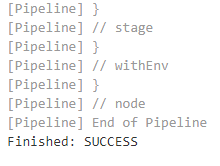 [Pipeline] }
[Pipeline] // stage
[Pipeline] }
[Pipeline] // withEnv
[Pipeline] }
[Pipeline] // node
[Pipeline] End of Pipeline
Finished: SUCCESS